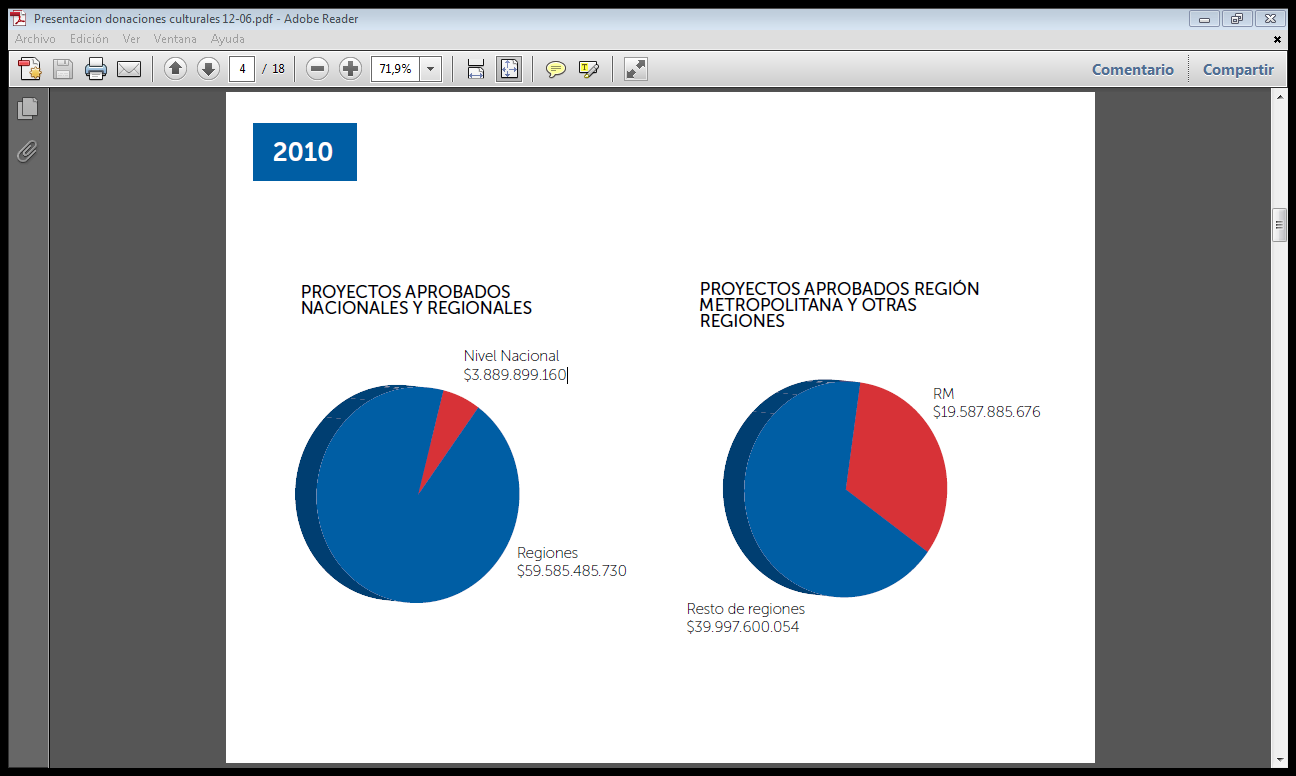 Presentacion donaciones culturales 12-06.pdf - Adobe Reader
Archivo Edición Ver Ventana Ayuda
4 / 18 71,9% Comentario Compartir
2010
PROYECTOS APROBADOS
NACIONALES Y REGIONALES
Nivel Nacional
$3.889.899.160
Regiones
$59.585.485.730
PROYECTOS APROBADOS REGIÓN
METROPOLITANA Y OTRAS
REGIONES
RM
$19.587.885.676
Resto de regiones
$39.997.600.054